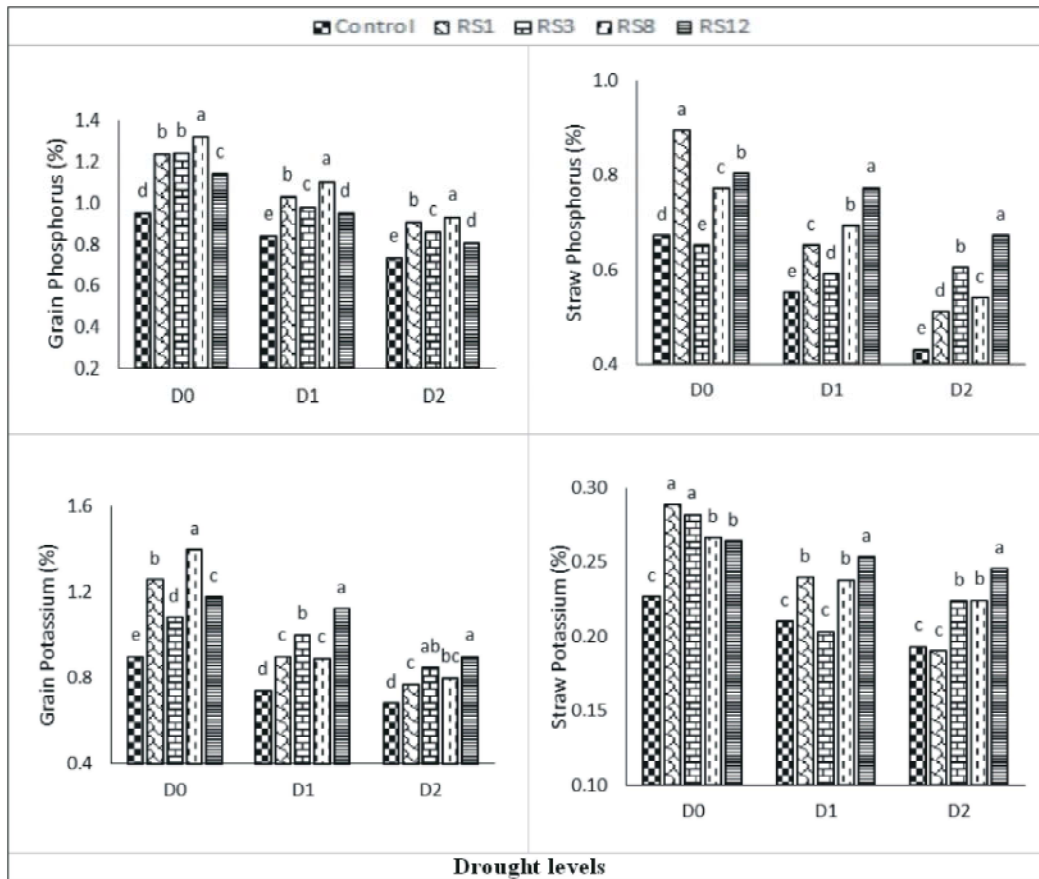 Control RS1 RS3 RS8 RS12
Grain Phosphorus (%)
1.4
1.2
1.0
0.8
0.6
0.4
0.2
d b b a c
e b c a d
e b c a d
D0 D1 D2
Straw Phosphorus (%)
1.0
0.8
0.6
0.4
d a e c b
e c d b a
e d b c a
D0 D1 D2
Grain Potassium (%)
1.6
1.2
0.8
0.4
e b d a c
d c b c a
d c ab bc a
D0 D1 D2
Straw Potassium (%)
0.30
0.25
0.20
0.15
0.10
c a a b b
c b c b a
c c b b a
D0 D1 D2
Drought levels